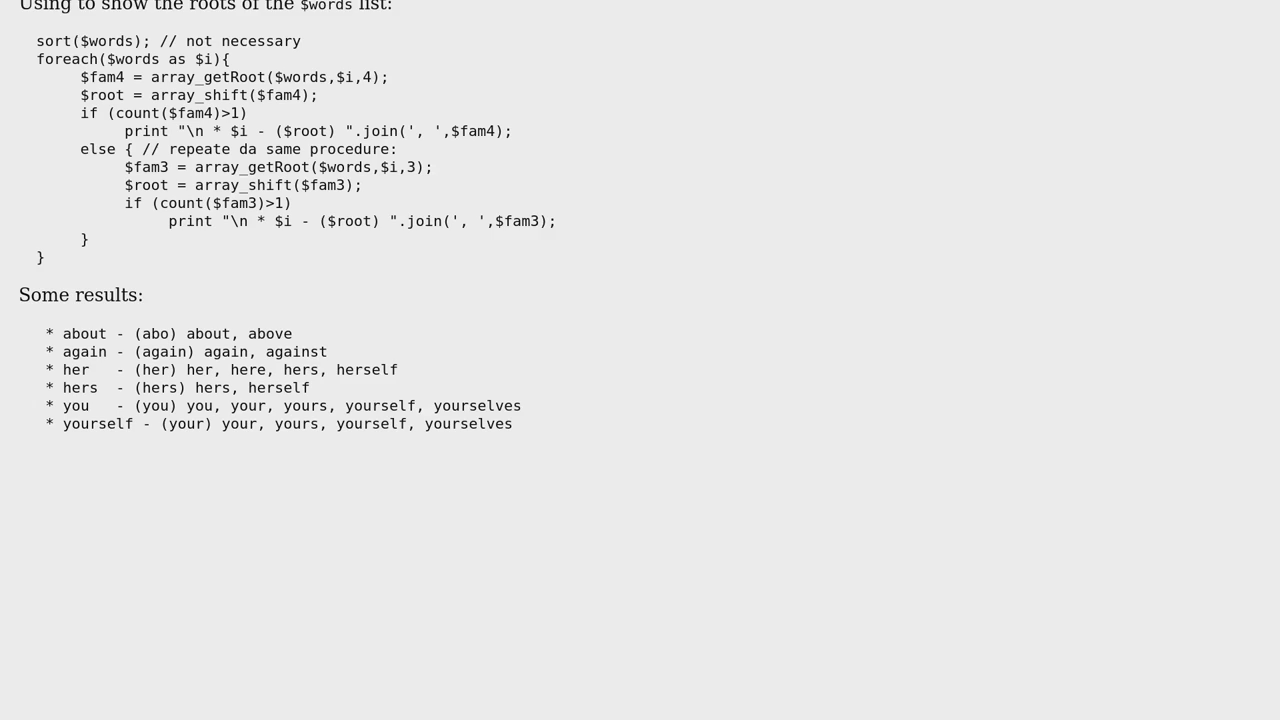 Using to show the roots of the $words list:
sort($words); // not necessary
foreach($words as $i){
     $fam4 = array_getRoot($words,$i,4);
     $root = array_shift($fam4);
     if (count($fam4)>1)
          print "\n * $i - ($root) ".join(', ',$fam4);
     else { // repeate da same procedure:
          $fam3 = array_getRoot($words,$i,3);
          $root = array_shift($fam3);
          if (count($fam3)>1)
               print "\n * $i - ($root) ".join(', ',$fam3);
     }
}
Some results:
 * about - (abo) about, above
 * again - (again) again, against
 * her   - (her) her, here, hers, herself
 * hers  - (hers) hers, herself
 * you   - (you) you, your, yours, yourself, yourselves
 * yourself - (your) your, yours, yourself, yourselves